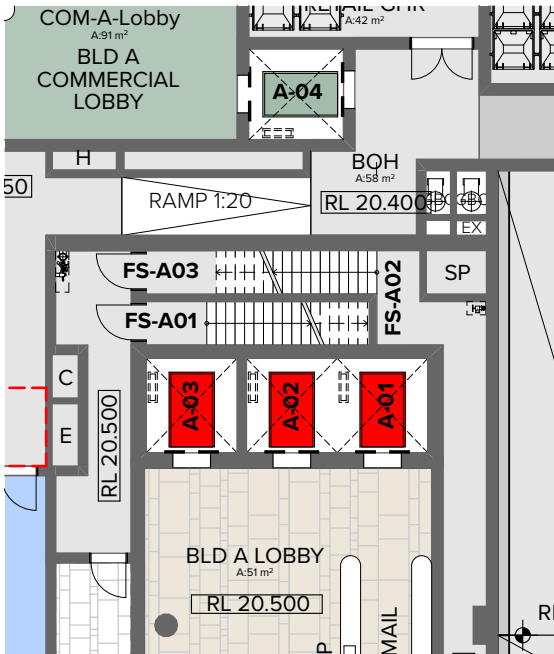 COM-A-Lobby
A:91 m²
BLD A
COMMERCIAL
LOBBY
A:42 m²
A-04
H
50
RAMP 1:20
BOH
A:58 m²
RL 20.400
EX
FS-A03
FS-A02
SP
FS-A01
C
E
RL 20.500
A-03
A-02
A-01
BLD A LOBBY
A:51 m²
RL 20.500
P
MAIL
RL